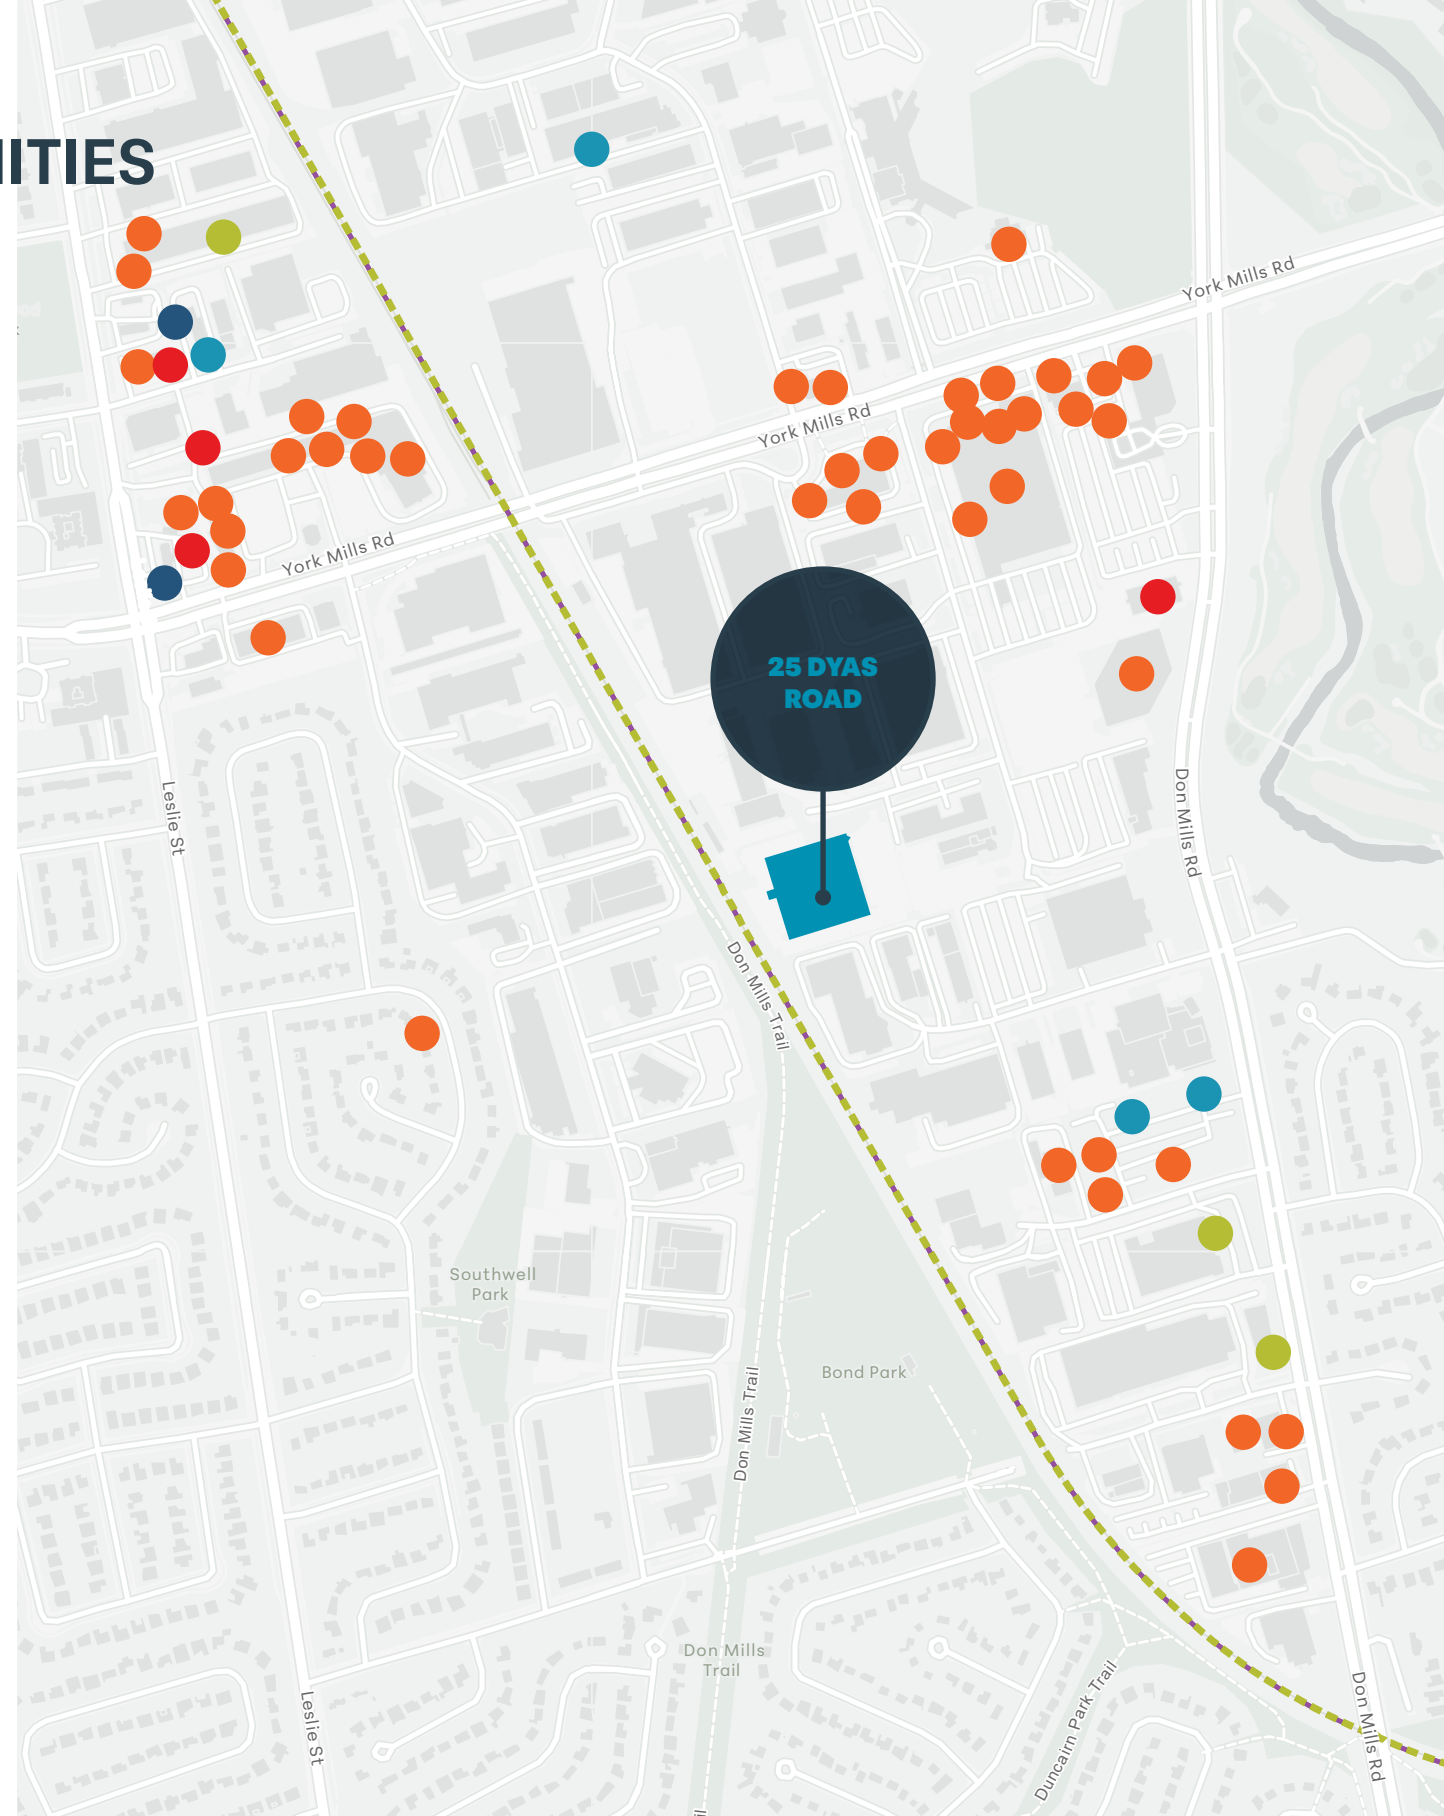 ITIES
York Mills Rd
York Mills Rd
York Mills Rd
25 DYAS
ROAD
Leslie St
Don Mills Rd
Don Mills Trail
Southwell
Park
Bond Park
Don Mills Trail
Don Mills
Trail
Duncairn Park Trail
Leslie St
Don Mills Rd